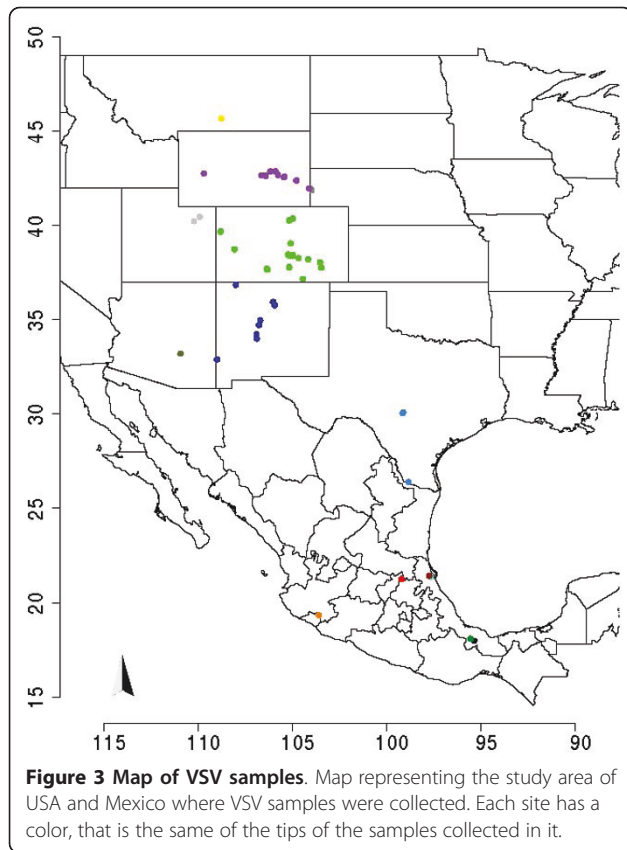 50
45
40
35
30
25
20
15
115 110 105 100 95 90
Figure 3 Map of VSV samples. Map representing the study area of
USA and Mexico where VSV samples were collected. Each site has a
color, that is the same of the tips of the samples collected in it.